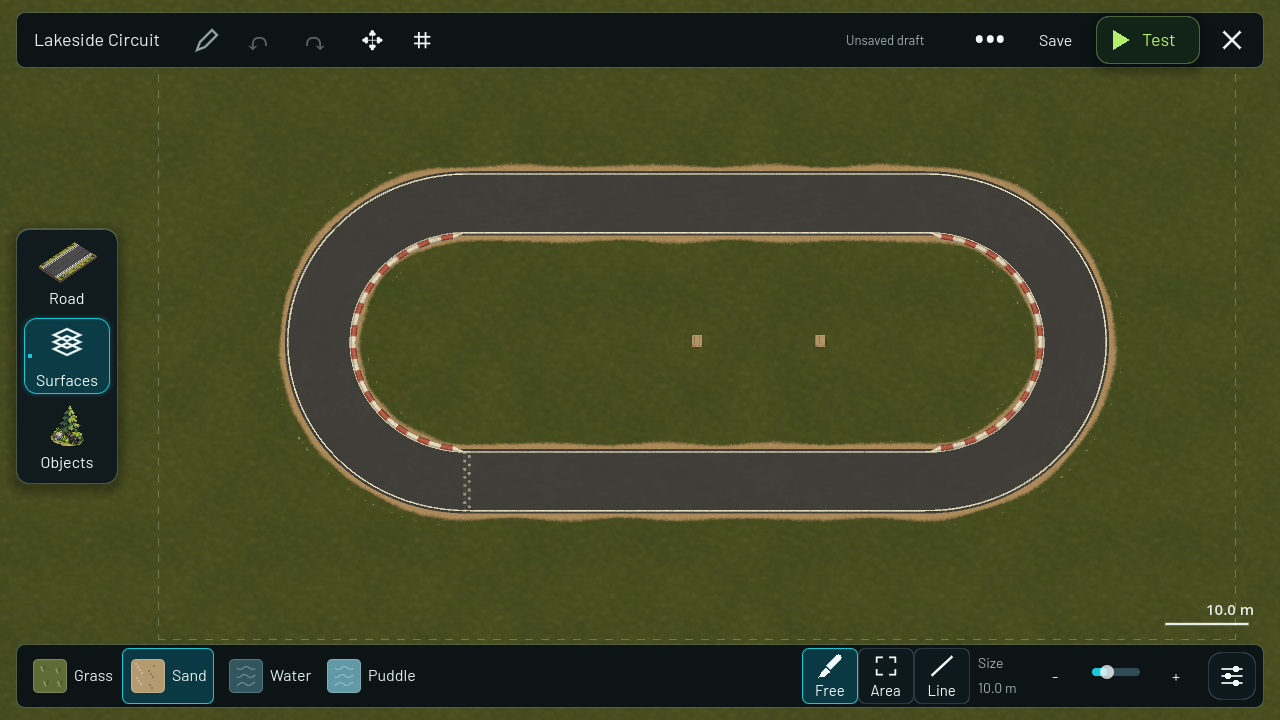 Lakeside Circuit
Unsaved draft
Save
Test
Road
Surfaces
Objects
10.0 m
Grass
Sand
Water
Puddle
Free
Area
Line
Size
10.0 m
-
+